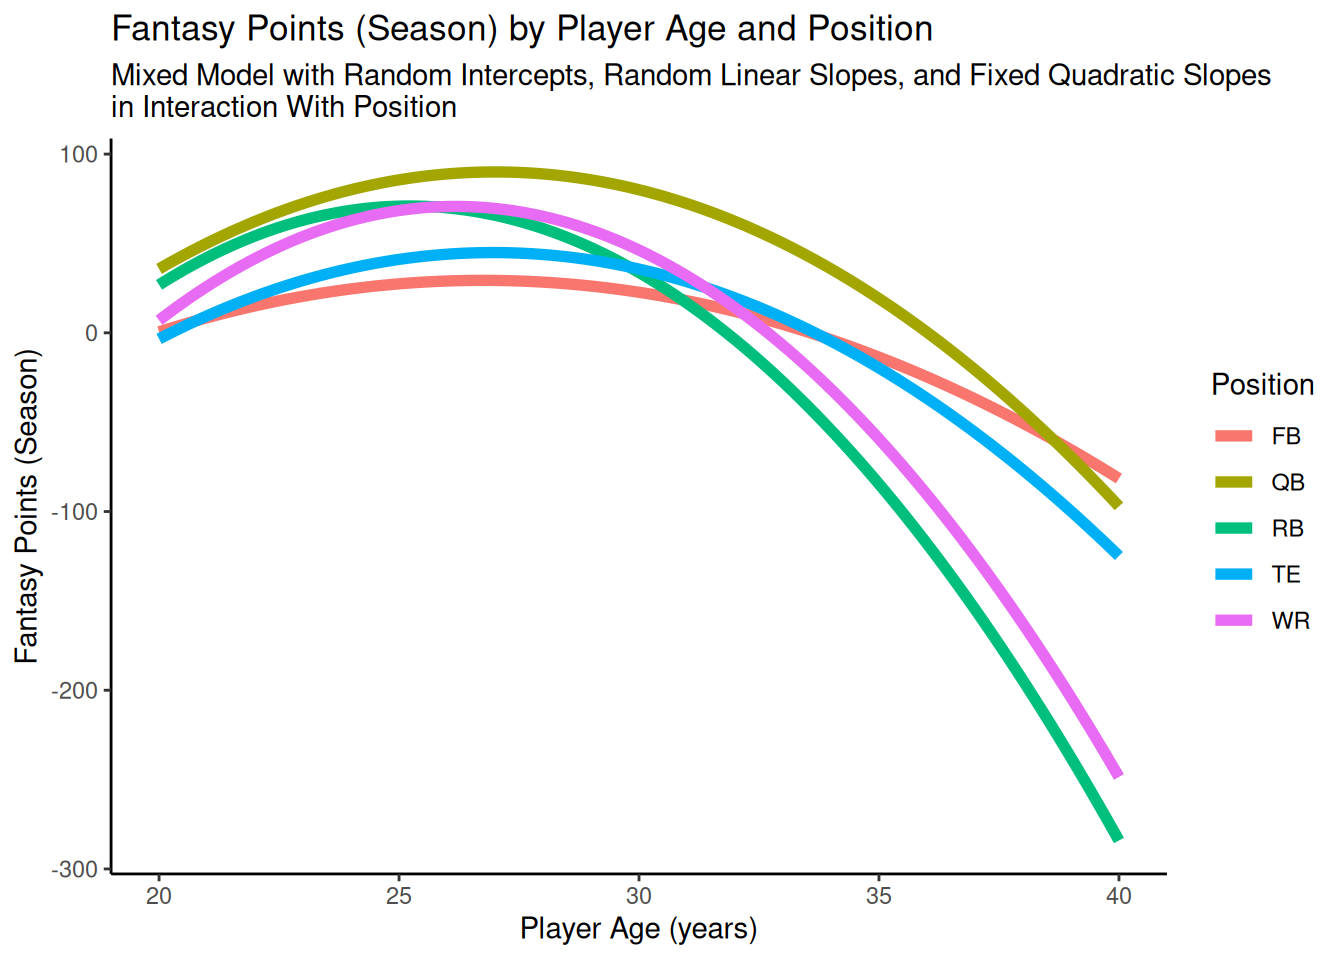 Fantasy Points (Season) by Player Age and Position
Mixed Model with Random Intercepts, Random Linear Slopes, and Fixed Quadratic Slopes
in Interaction With Position
Fantasy Points (Season)
100
0
-100
-200
-300
20 25 30 35 40
Player Age (years)
Position
FB
QB
RB
TE
WR